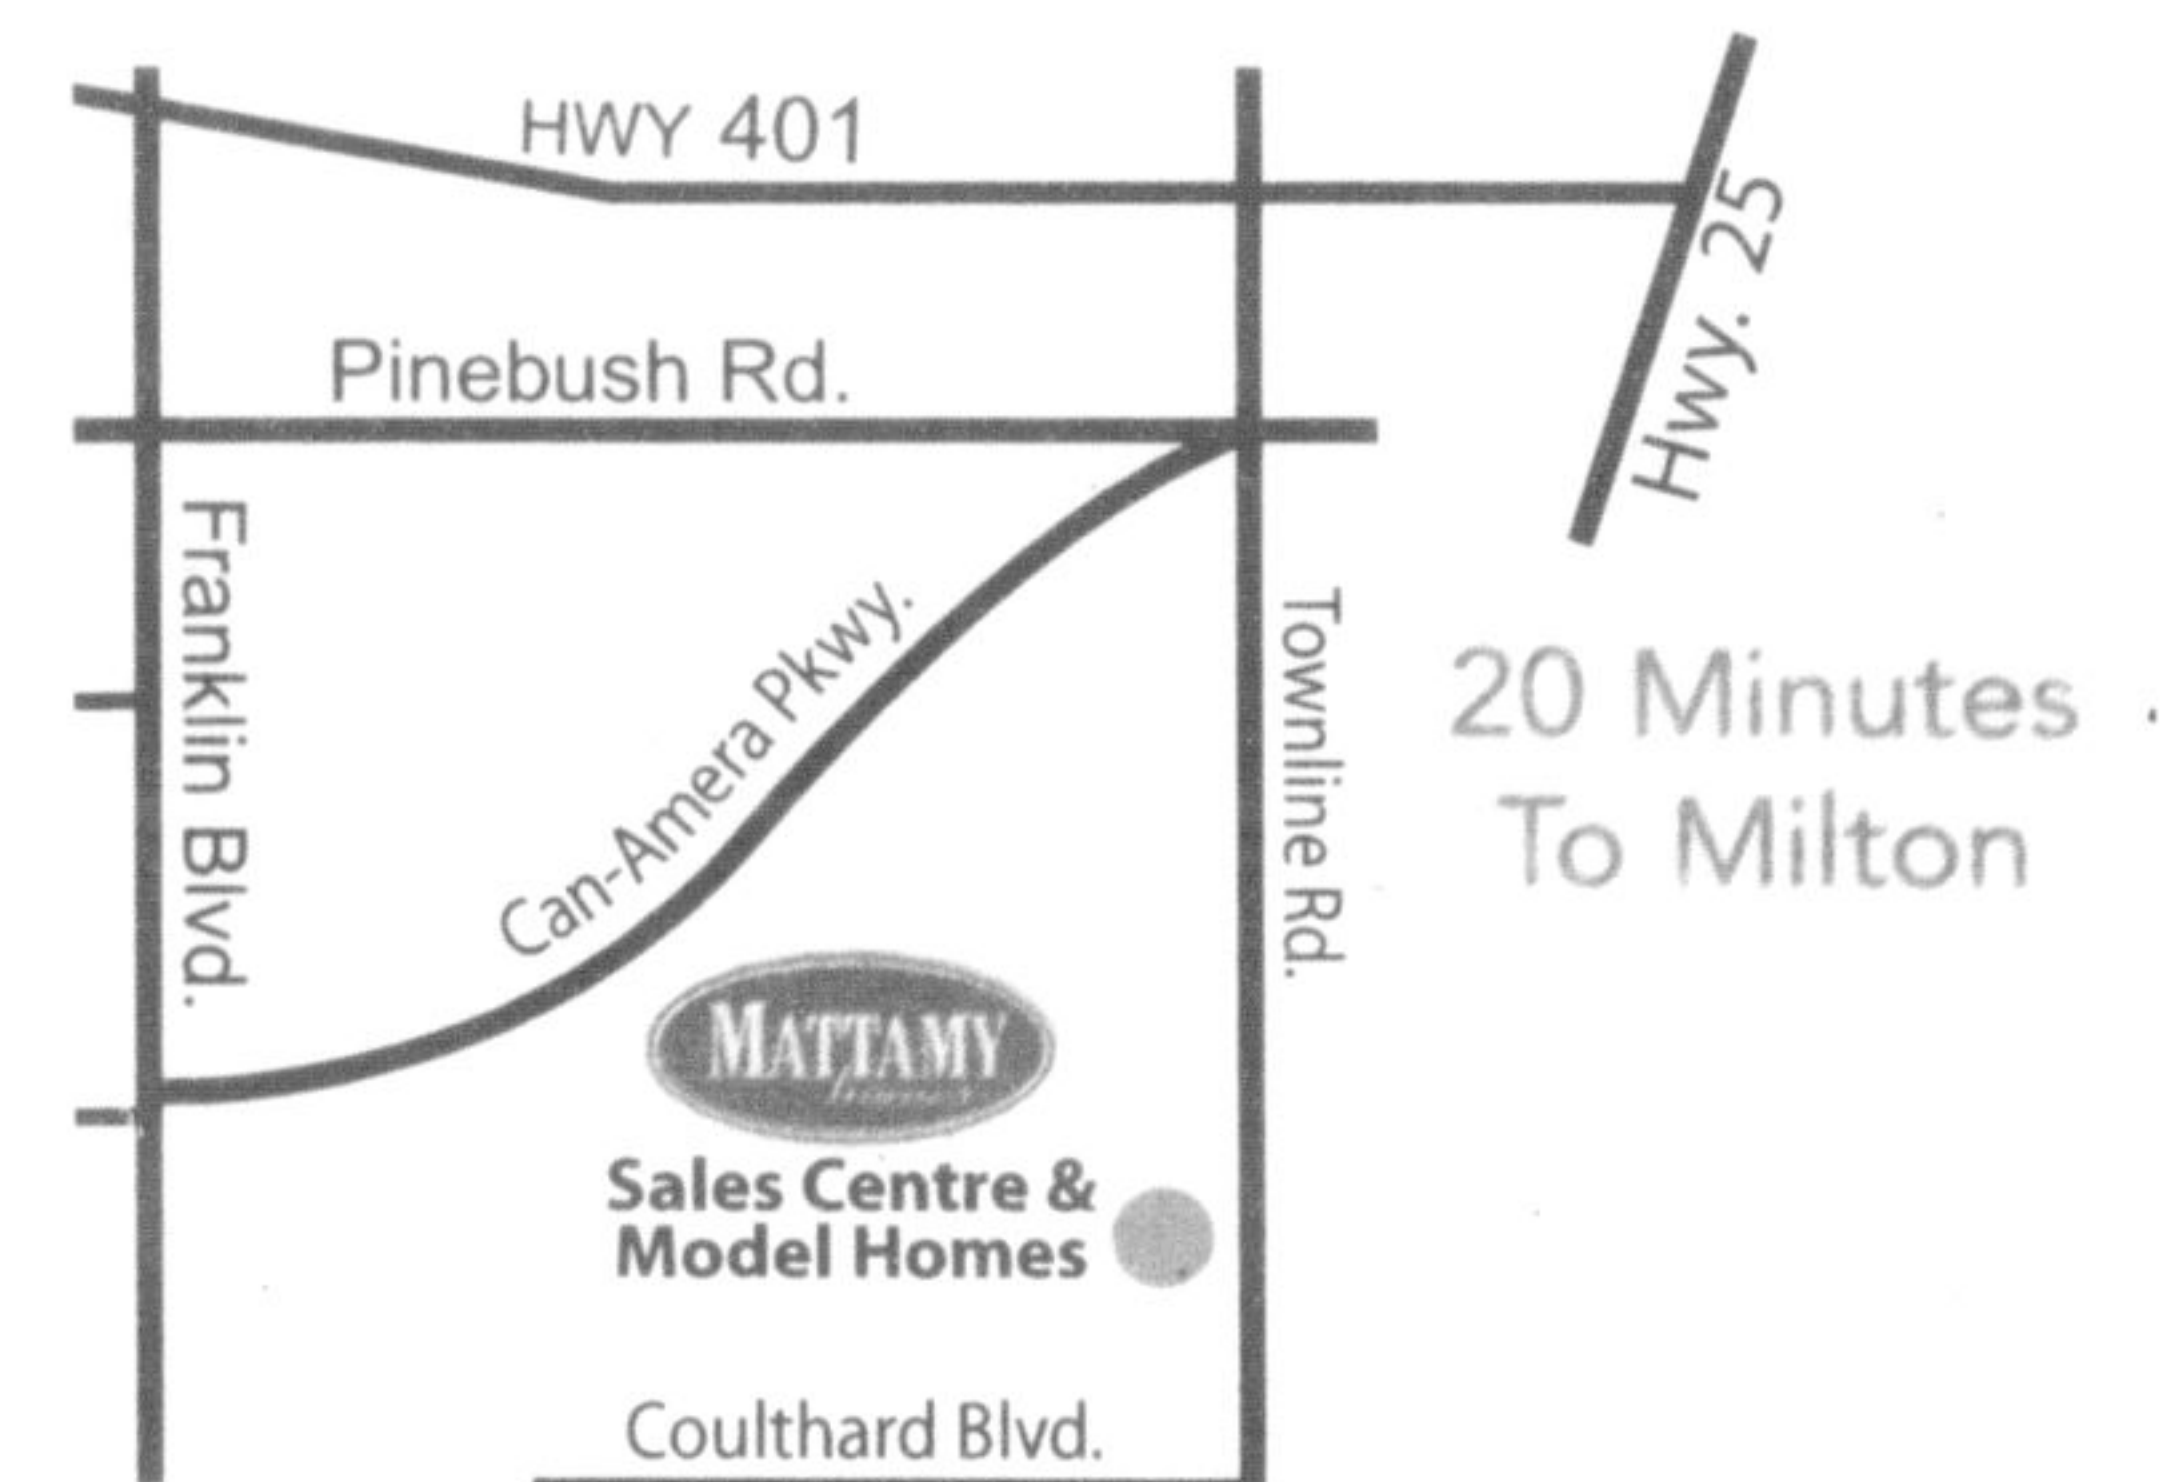 HWY 401
Hwy. 25
Pinebush Rd.
Franklin Blvd.
Can-Amera Pkwy.
Townline Rd.
20 Minutes
To Milton
MATTAMY
homes
Sales Centre &
Model Homes
Coulthard Blvd.